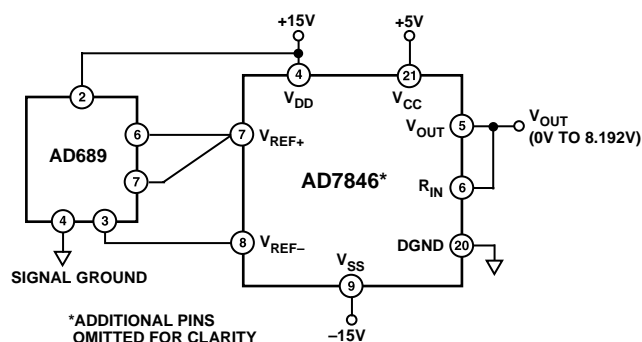 +15V
+5V
2
4
21
V_DD
V_CC
V_OUT
5
V_OUT
(0V TO 8.192V)
6
7
V_REF+
AD689
AD7846*
7
R_IN
6
4
3
8
V_REF–
DGND
20
V_SS
SIGNAL GROUND
9
*ADDITIONAL PINS
OMITTED FOR CLARITY
–15V